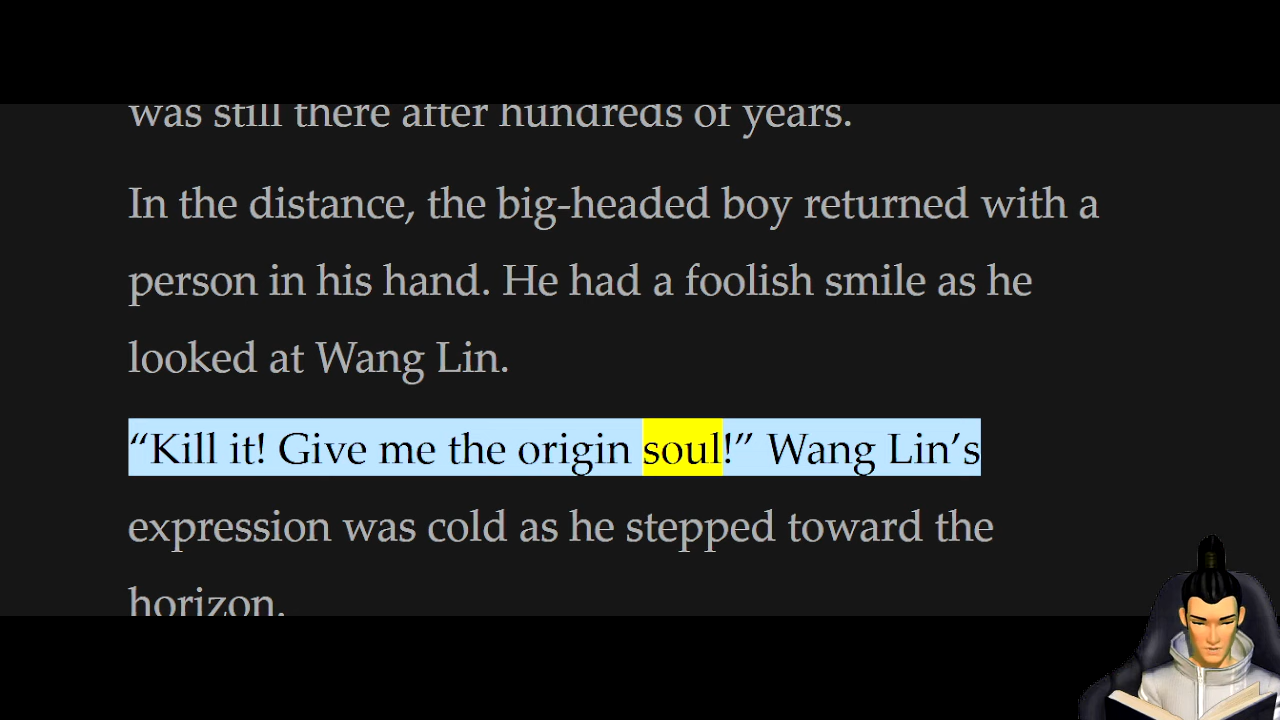 was still there after hundreds of years.
In the distance, the big-headed boy returned with a
person in his hand. He had a foolish smile as he
looked at Wang Lin.
“Kill it! Give me the origin soul!” Wang Lin’s
expression was cold as he stepped toward the
horizon.